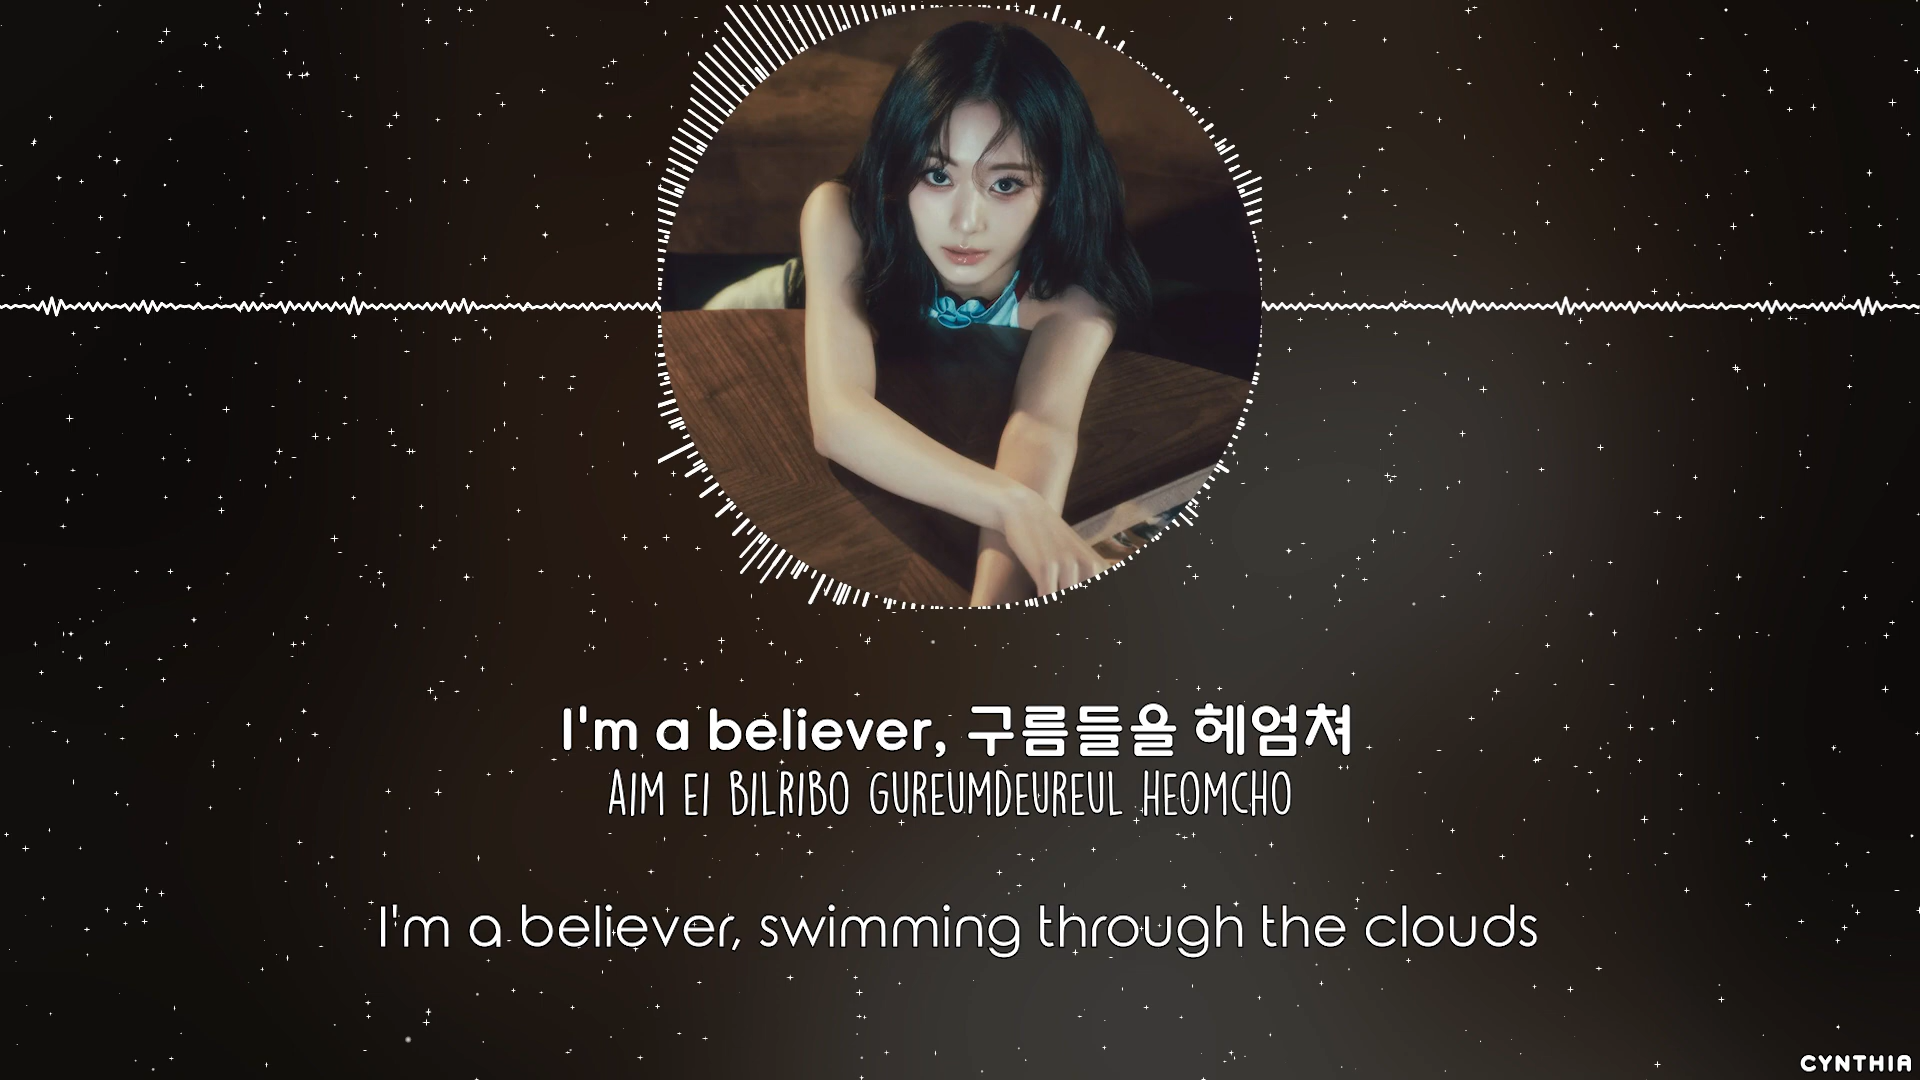 I'm a believer, 구름들을 헤엄쳐
AIM EI BILRIBO GUREUMDEUREUL HEOMCHO
I'm a believer, swimming through the clouds
CYNTHIA